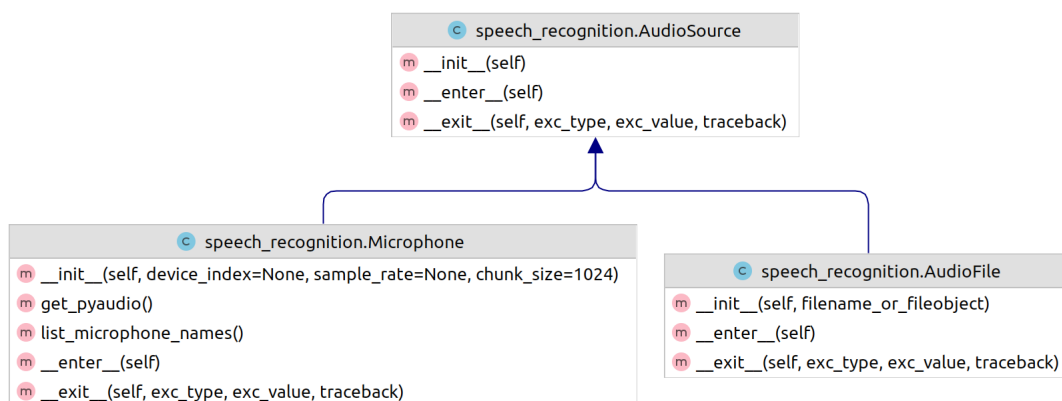 C speech_recognition.AudioSource
m __init__(self)
m __enter__(self)
m __exit__(self, exc_type, exc_value, traceback)
C speech_recognition.Microphone
m __init__(self, device_index=None, sample_rate=None, chunk_size=1024)
m get_pyaudio()
m list_microphone_names()
m __enter__(self)
m __exit__(self, exc_type, exc_value, traceback)
C speech_recognition.AudioFile
m __init__(self, filename_or_fileobject)
m __enter__(self)
m __exit__(self, exc_type, exc_value, traceback)